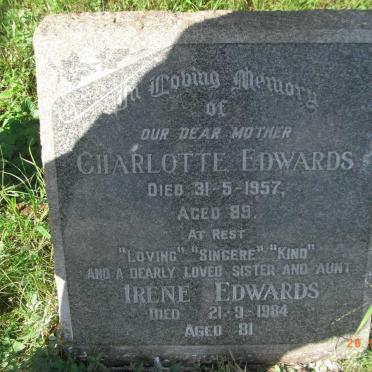 In Loving Memory
of
OUR DEAR MOTHER
CHARLOTTE EDWARDS
DIED 31-5-1957,
AGED 89.
AT REST
"LOVING" "SINCERE" "KIND"
AND A DEARLY LOVED SISTER AND AUNT
IRENE EDWARDS
DIED 21-9-1984
AGED 81